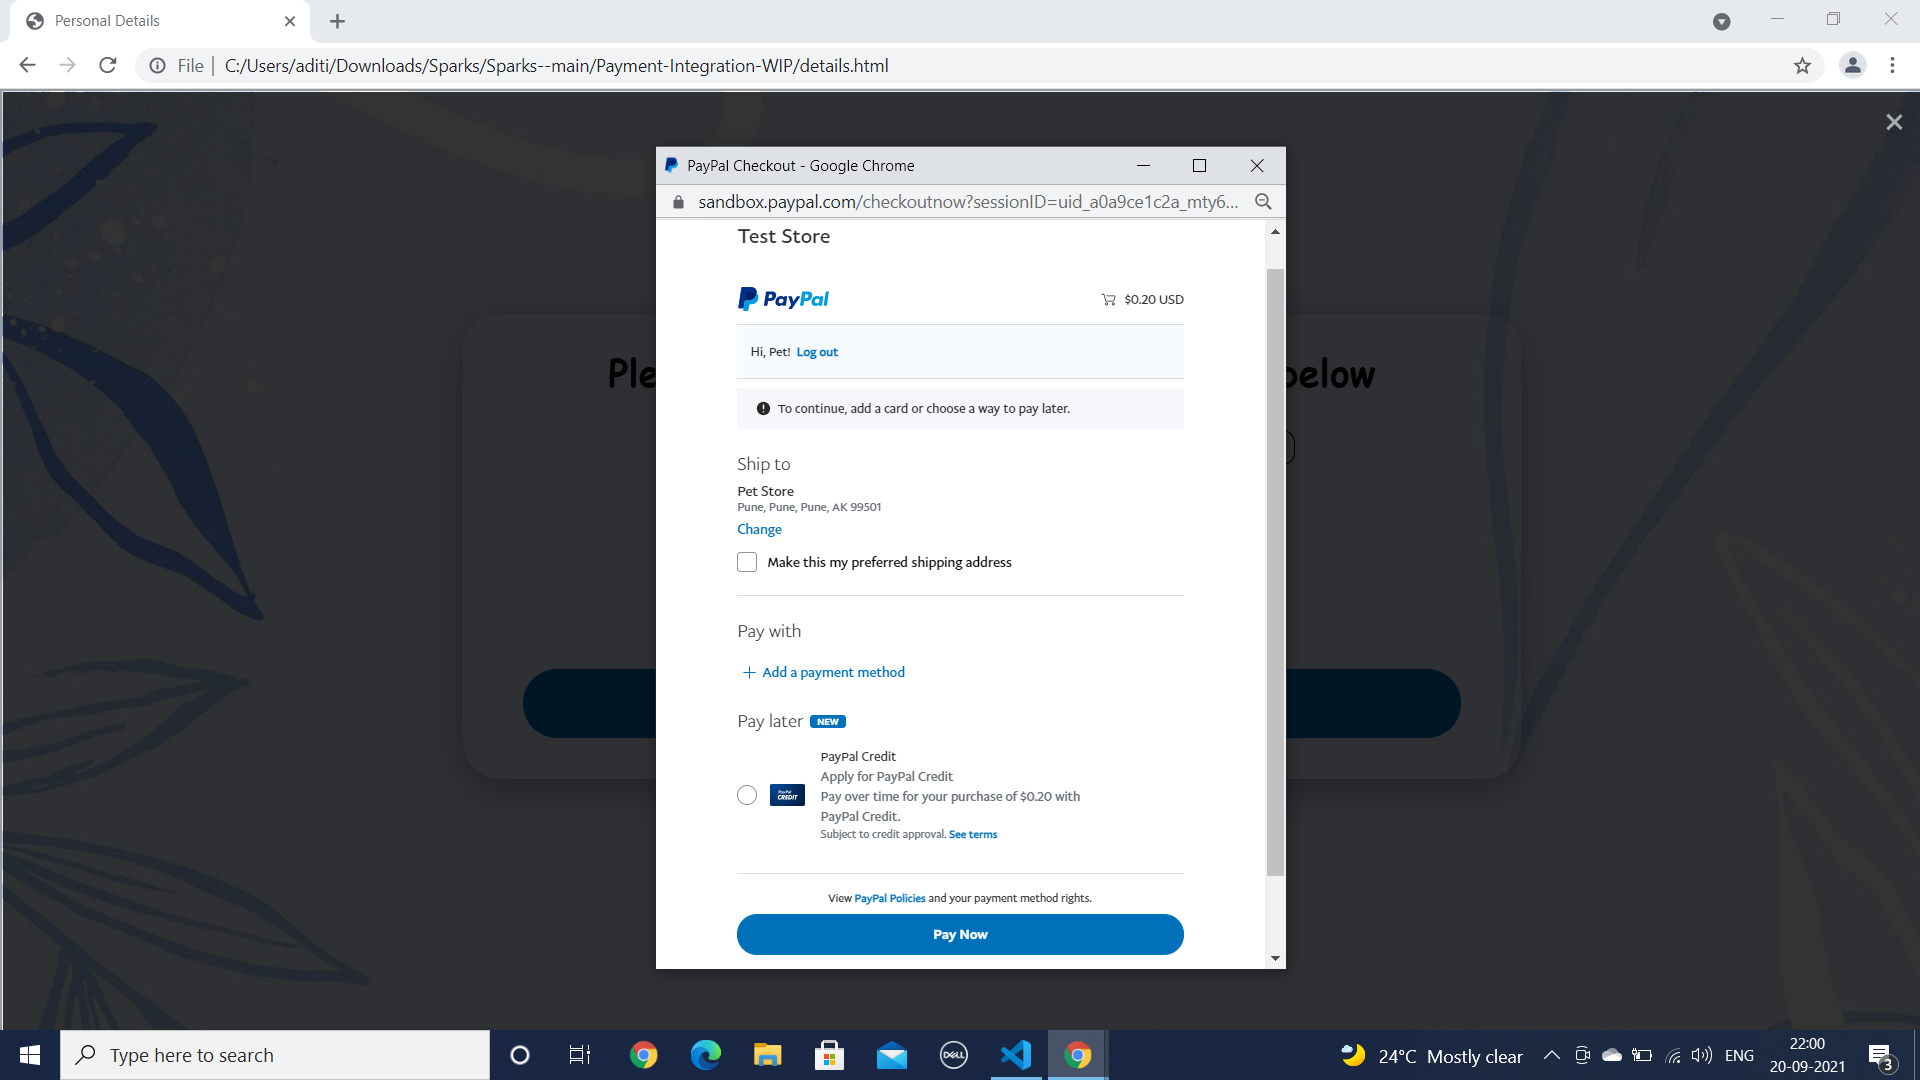 Personal Details
File
C:/Users/aditi/Downloads/Sparks/Sparks--main/Payment-Integration-WIP/details.html
PayPal Checkout - Google Chrome
sandbox.paypal.com/checkoutnow?sessionID=uid_a0a9ce1c2a_mty6...
Test Store
PayPal
$0.20 USD
Hi, Pet! Log out
Ple
below
To continue, add a card or choose a way to pay later.
Ship to
Pet Store
Pune, Pune, Pune, AK 99501
Change
Make this my preferred shipping address
Pay with
Add a payment method
Pay later NEW
PayPal Credit
Apply for PayPal Credit
PayPal CREDIT
Pay over time for your purchase of $0.20 with
PayPal Credit.
Subject to credit approval. See terms
View PayPal Policies and your payment method rights.
Pay Now
Type here to search
DELL
24°C Mostly clear
ENG
22:00
20-09-2021
3